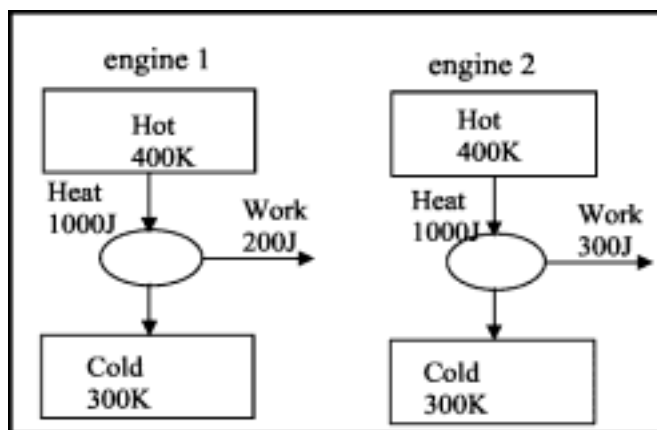 engine 1
Hot
400K
Heat
1000J
Work
200J
Cold
300K
engine 2
Hot
400K
Heat
1000J
Work
300J
Cold
300K